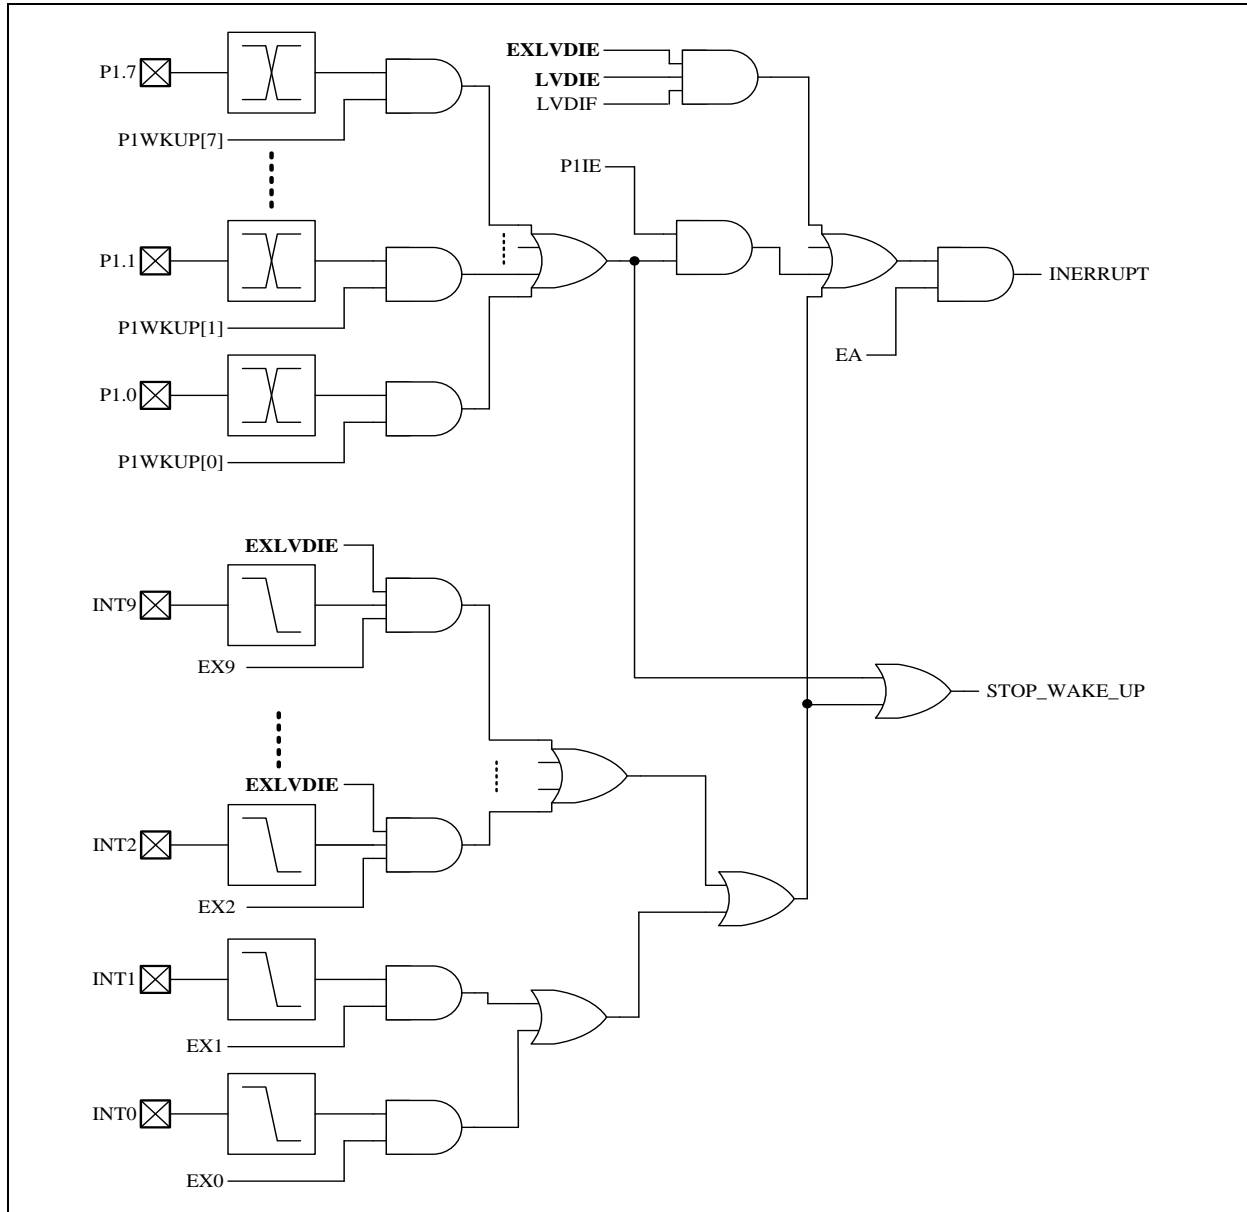 EXLVDIE
P1.7
LVDIE
LVDIF
P1WKUP[7]
P1IE
P1.1
INERRUPT
P1WKUP[1]
EA
P1.0
P1WKUP[0]
EXLVDIE
INT9
EX9
STOP_WAKE_UP
EXLVDIE
INT2
EX2
INT1
EX1
INT0
EX0